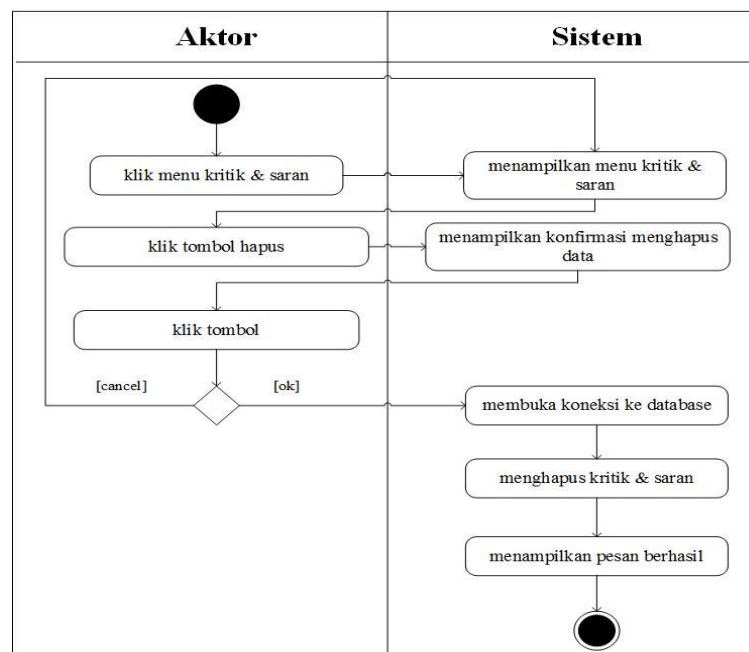 Aktor
Sistem
klik menu kritik & saran
menampilkan menu kritik &
saran
klik tombol hapus
menampilkan konfirmasi menghapus
data
klik tombol
[cancel]
[ok]
membuka koneksi ke database
menghapus kritik & saran
menampilkan pesan berhasil